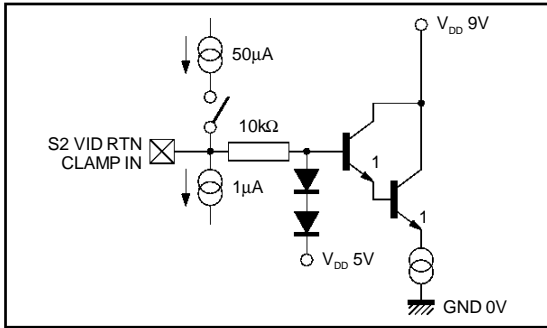 V_DD 9V
50μA
10kΩ
S2 VID RTN
CLAMP IN
1
1μA
1
V_DD 5V
GND 0V